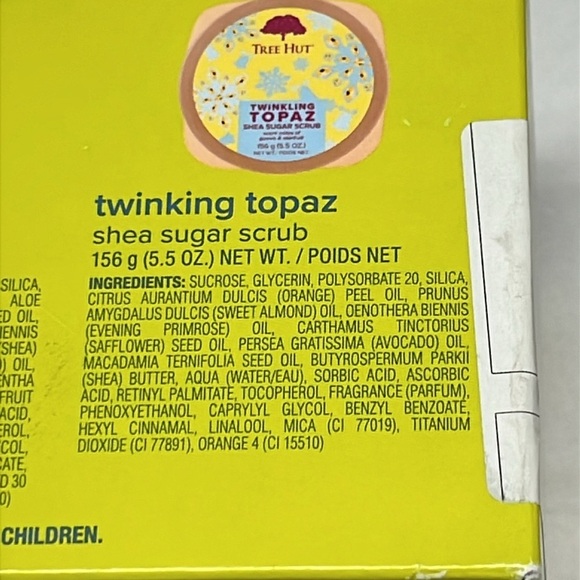 TREE HUT
TWINKLING
TOPAZ
SHEA SUGAR SCRUB
156 g (5.5 OZ.)
twinking topaz
shea sugar scrub
156 g (5.5 OZ.) NET WT. / POIDS NET
INGREDIENTS: SUCROSE, GLYCERIN, POLYSORBATE 20, SILICA,
CITRUS AURANTIUM DULCIS (ORANGE) PEEL OIL, PRUNUS
AMYGDALUS DULCIS (SWEET ALMOND) OIL, OENOTHERA BIENNIS
(EVENING PRIMROSE) OIL, CARTHAMUS TINCTORIUS
(SAFFLOWER) SEED OIL, PERSEA GRATISSIMA (AVOCADO) OIL,
MACADAMIA TERNIFOLIA SEED OIL, BUTYROSPERMUM PARKII
(SHEA) BUTTER, AQUA (WATER/EAU), SORBIC ACID, ASCORBIC
ACID, RETINYL PALMITATE, TOCOPHEROL, FRAGRANCE (PARFUM),
PHENOXYETHANOL, CAPRYLYL GLYCOL, BENZYL BENZOATE,
HEXYL CINNAMAL, LINALOOL, MICA (CI 77019), TITANIUM
DIOXIDE (CI 77891), ORANGE 4 (CI 15510)
SILICA,
ALOE
ED OIL,
IENNIS
(SHEA)
) OIL,
ENTHA
FRUIT
ACID,
EROL,
COL,
CATE,
D 30
0)
CHILDREN.